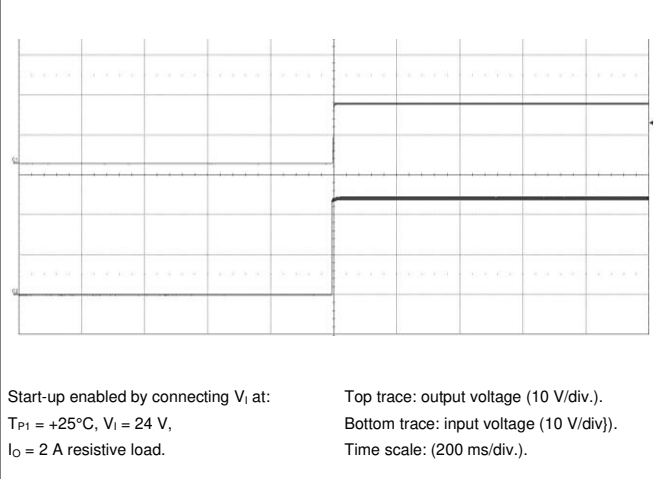 Start-up enabled by connecting VI at:
TP1 = +25°C, VI = 24 V,
IO = 2 A resistive load.
Top trace: output voltage (10 V/div.).
Bottom trace: input voltage (10 V/div}).
Time scale: (200 ms/div.).